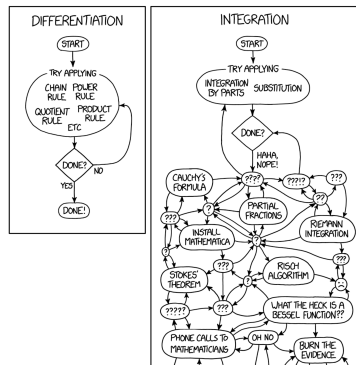 DIFFERENTIATION
START
TRY APPLYING
CHAIN RULE
POWER RULE
QUOTIENT RULE
PRODUCT RULE
ETC
DONE?
NO
YES
DONE!
INTEGRATION
START
TRY APPLYING
INTEGRATION BY PARTS
SUBSTITUTION
DONE?
HAHA,
NOPE!
CAUCHY'S
FORMULA
????
???!?
???
??
???
?
PARTIAL
FRACTIONS
RIEMANN
INTEGRATION
INSTALL
MATHEMATICA
?
?
???
???
STOKES'
THEOREM
RISCH
ALGORITHM
?
?????
???
WHAT THE HECK IS A
BESSEL FUNCTION??
PHONE CALLS TO
MATHEMATICIANS
OH NO
BURN THE
EVIDENCE